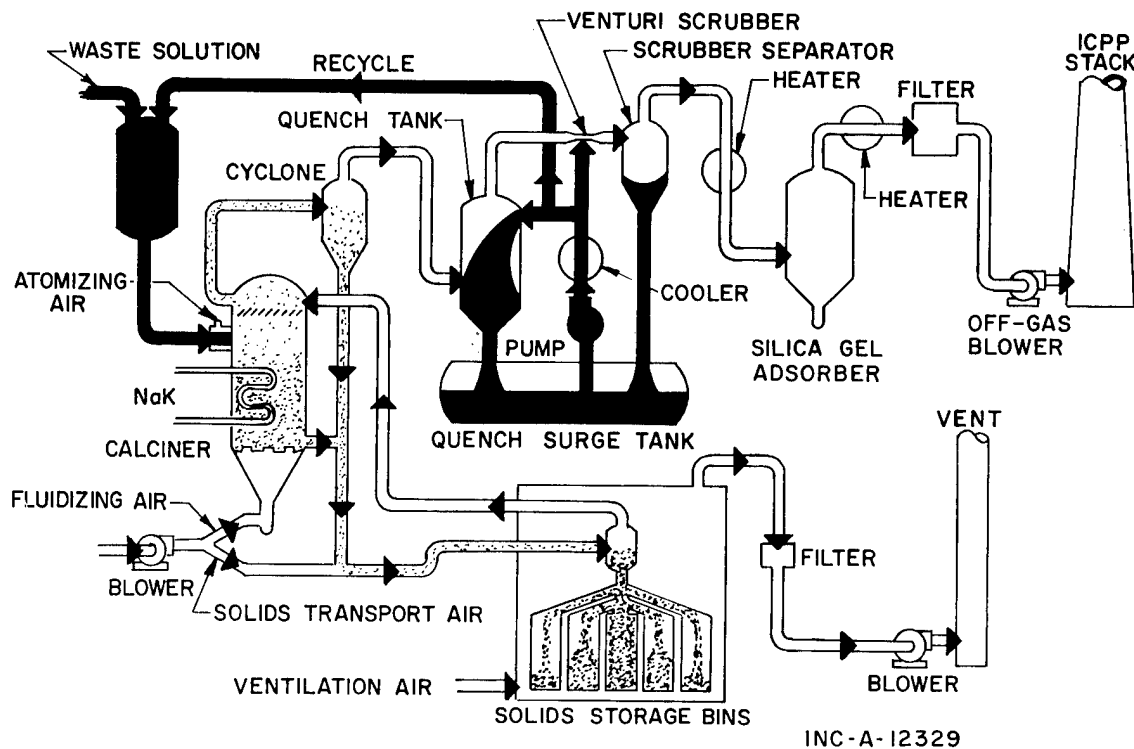 WASTE SOLUTION
RECYCLE
VENTURI SCRUBBER
SCRUBBER SEPARATOR
HEATER
ICPP
STACK
FILTER
QUENCH TANK
CYCLONE
HEATER
ATOMIZING
AIR
COOLER
PUMP
SILICA GEL
ADSORBER
OFF-GAS
BLOWER
NaK
CALCINER
QUENCH SURGE TANK
VENT
FLUIDIZING AIR
BLOWER
FILTER
SOLIDS TRANSPORT AIR
VENTILATION AIR
BLOWER
SOLIDS STORAGE BINS
INC-A-12329